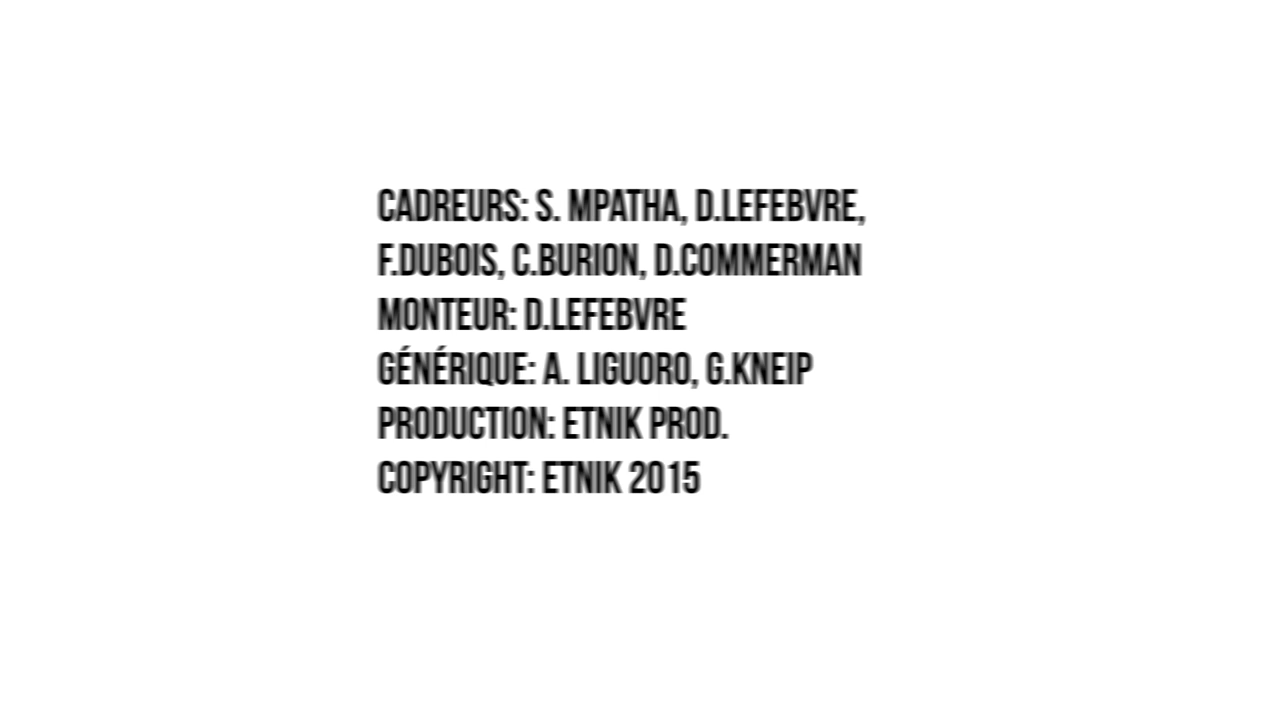 CADREURS: S. MPATHA, D.LEFEBVRE,
F.DUBOIS, C.BURION, D.COMMERMAN
MONTEUR: D.LEFEBVRE
GÉNÉRIQUE: A. LIGUORO, G.KNEIP
PRODUCTION: ETNIK PROD.
COPYRIGHT: ETNIK 2015